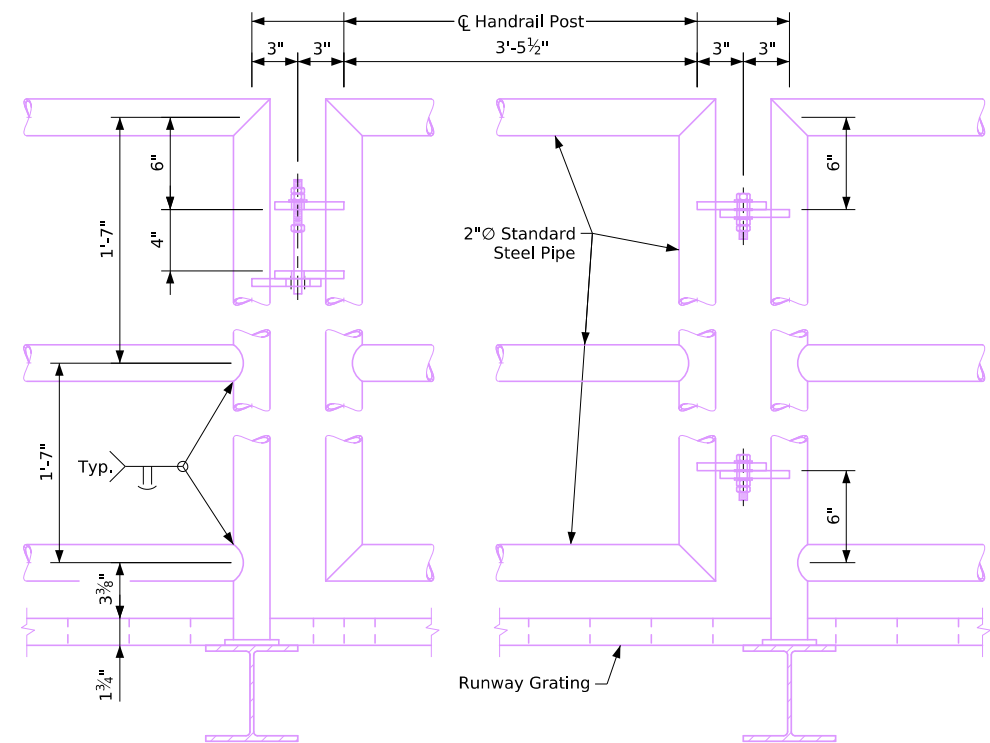 ℄ Handrail Post
3" 3" 3'-5½" 3" 3"
6"
6"
1'-7"
4"
2"∅ Standard
Steel Pipe
1'-7"
Typ.
6"
3⅜"
1¾"
Runway Grating